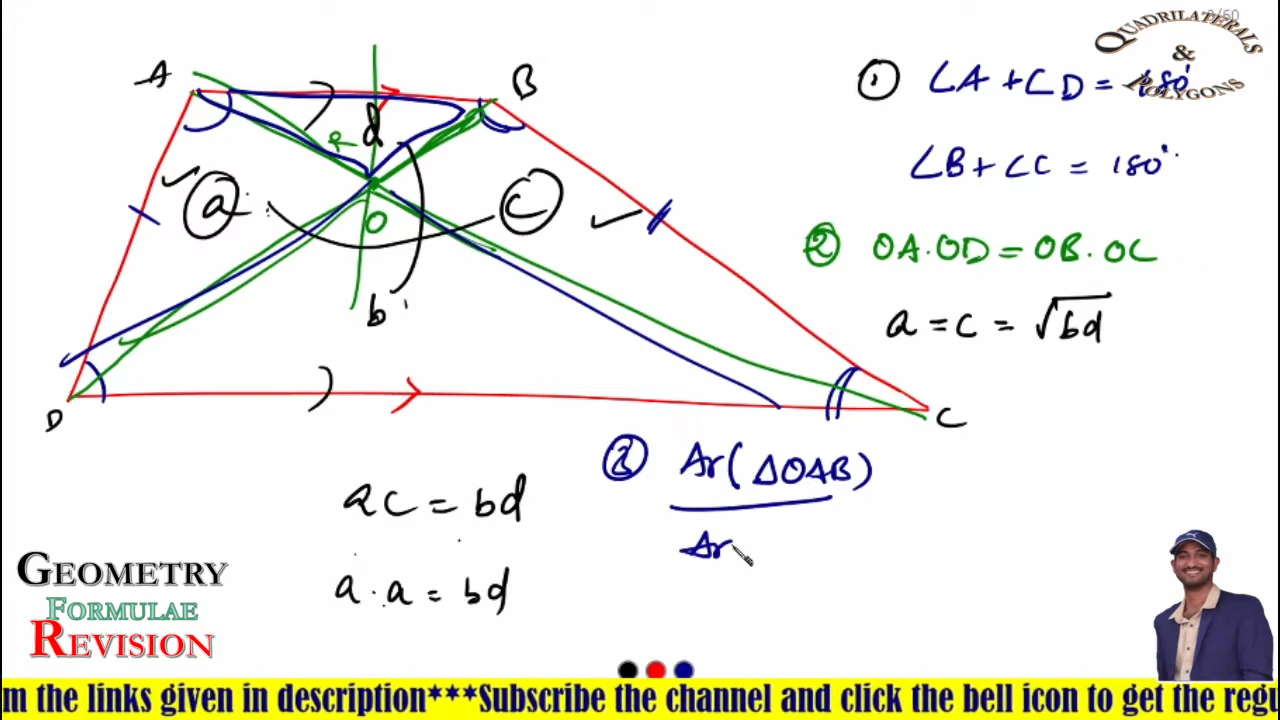 QUADRILATERALS
&
POLYGONS
A
B
① ∠A + ∠D = 180°
∠B + ∠C = 180°
d
a
c
O
b
② OA·OD = OB·OC
a = c = √bd
D
C
③ Ar(ΔOAB)
Ar
ac = bd
a·a = bd
GEOMETRY
FORMULAE
REVISION
m the links given in description***Subscribe the channel and click the bell icon to get the regu